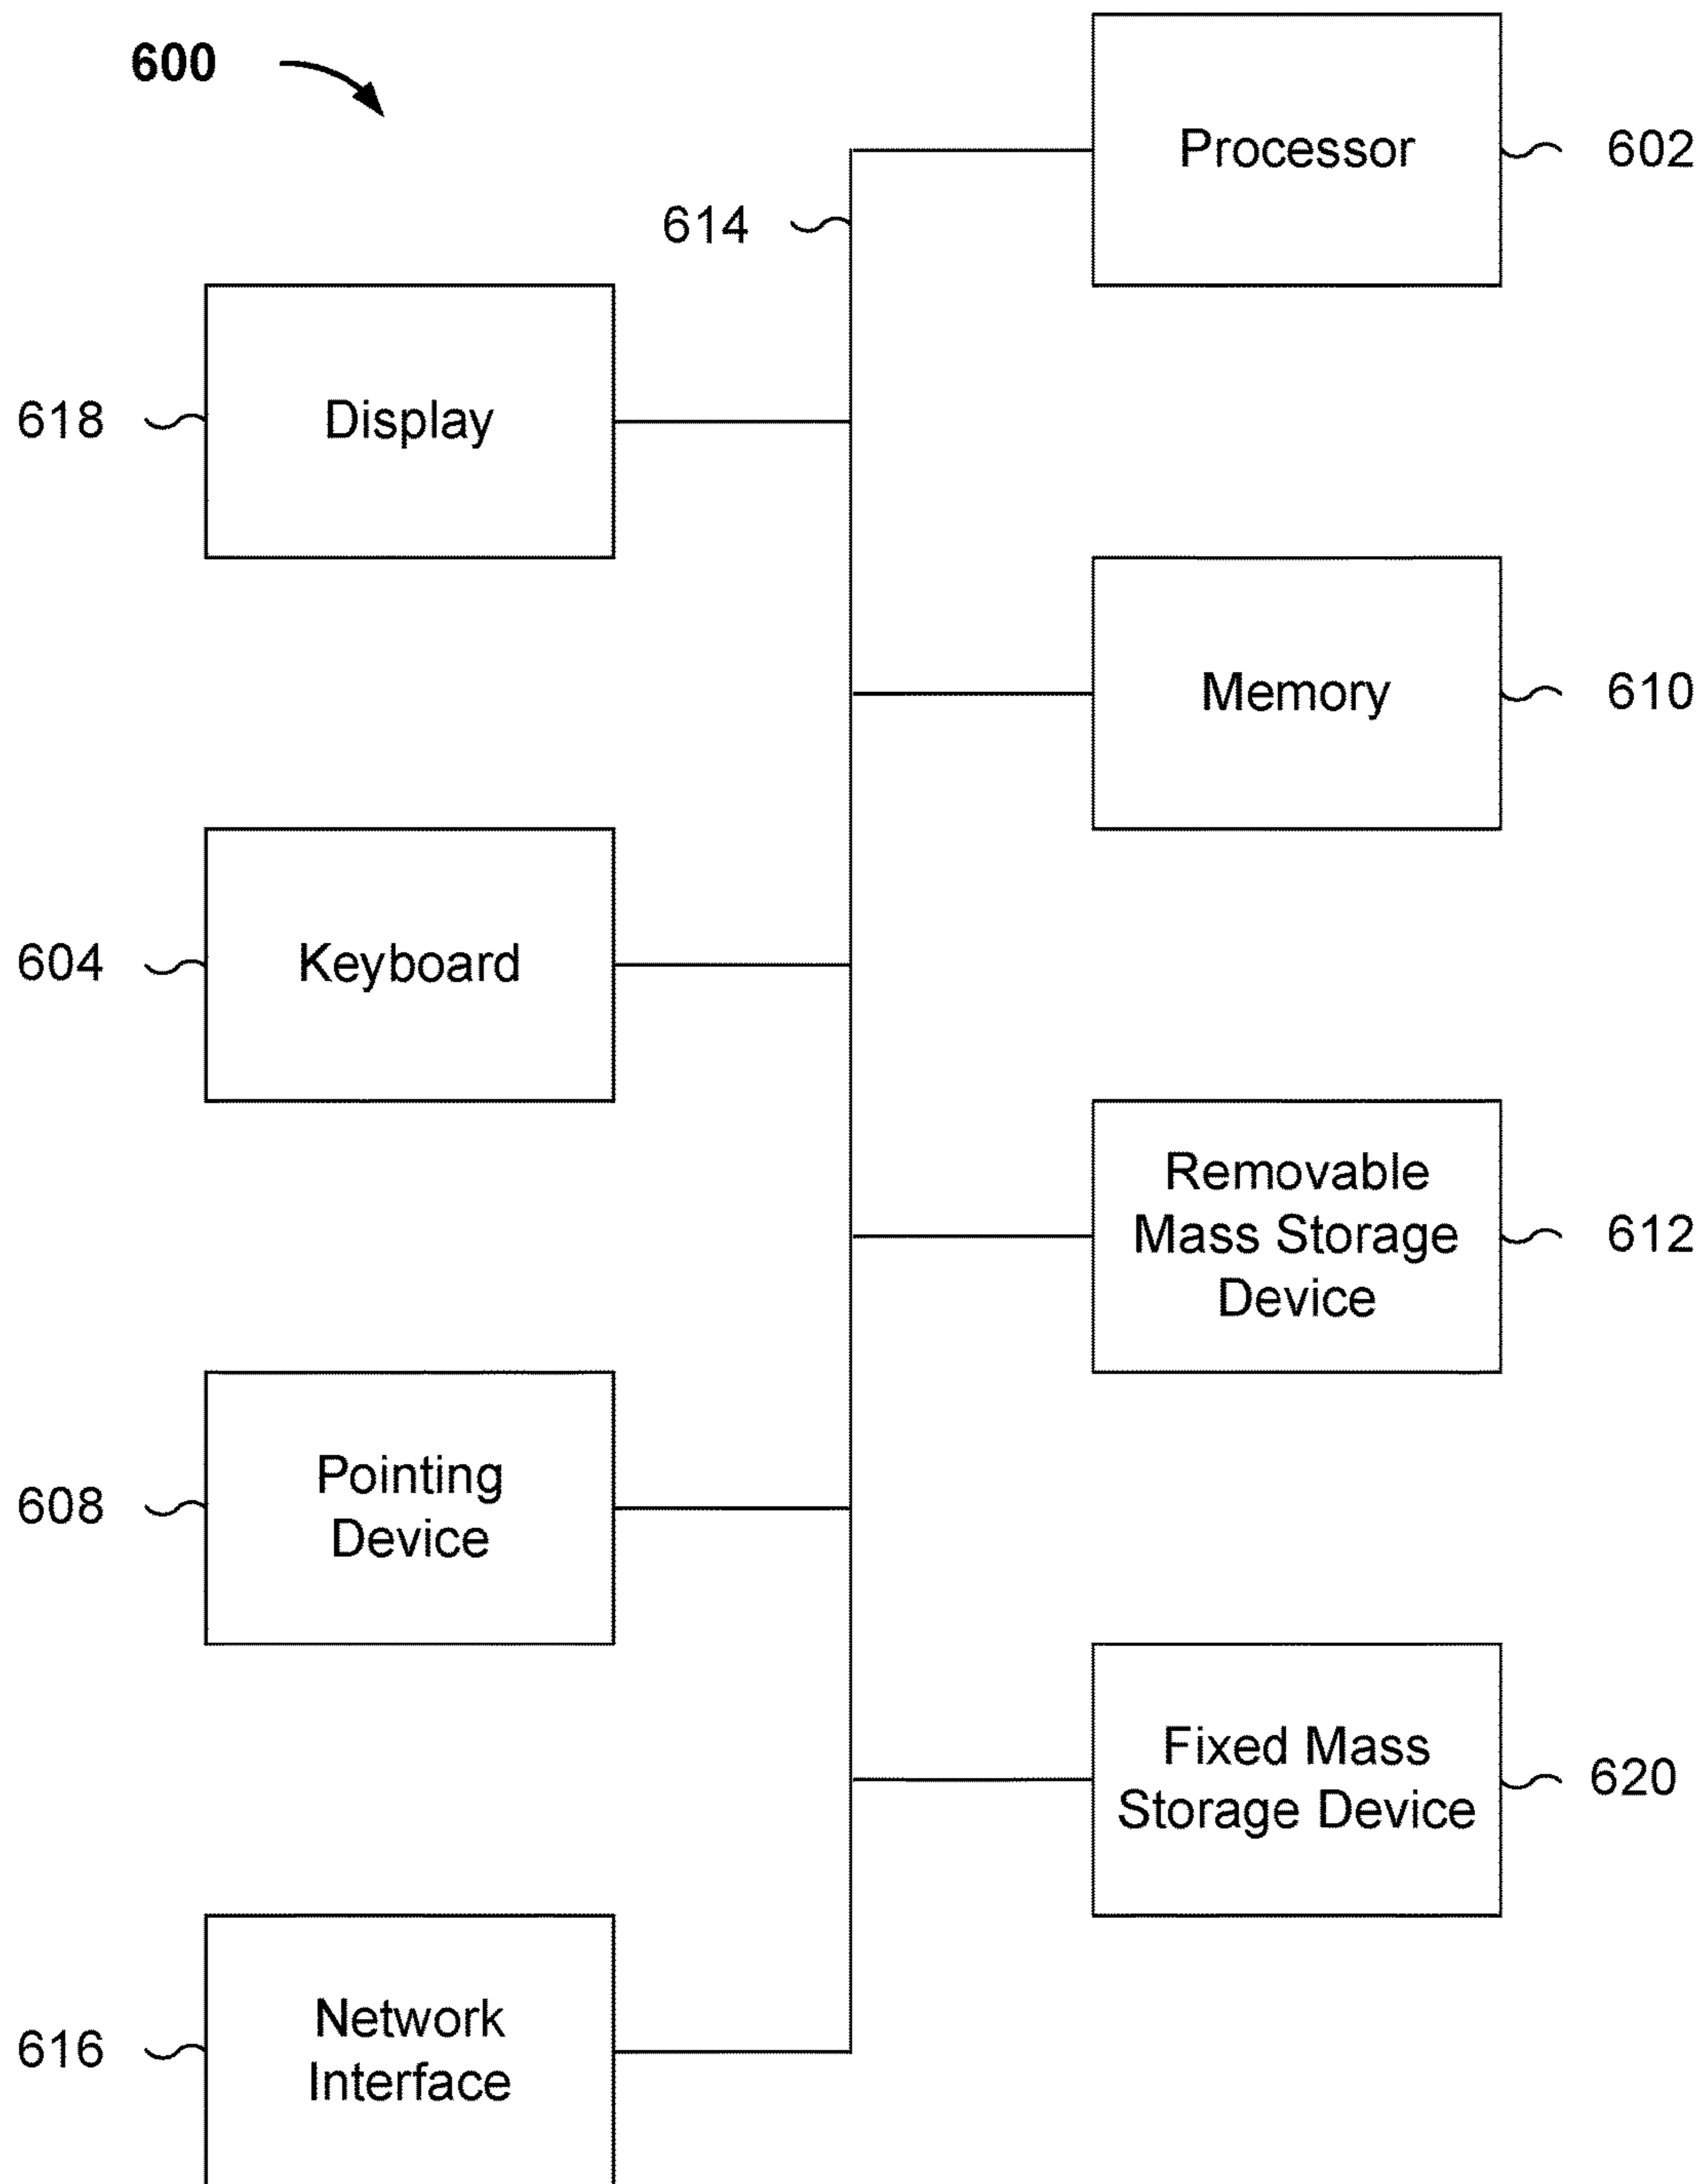 600
Processor
602
614
618
Display
Memory
610
604
Keyboard
Removable
Mass Storage
Device
612
608
Pointing
Device
Fixed Mass
Storage Device
620
616
Network
Interface